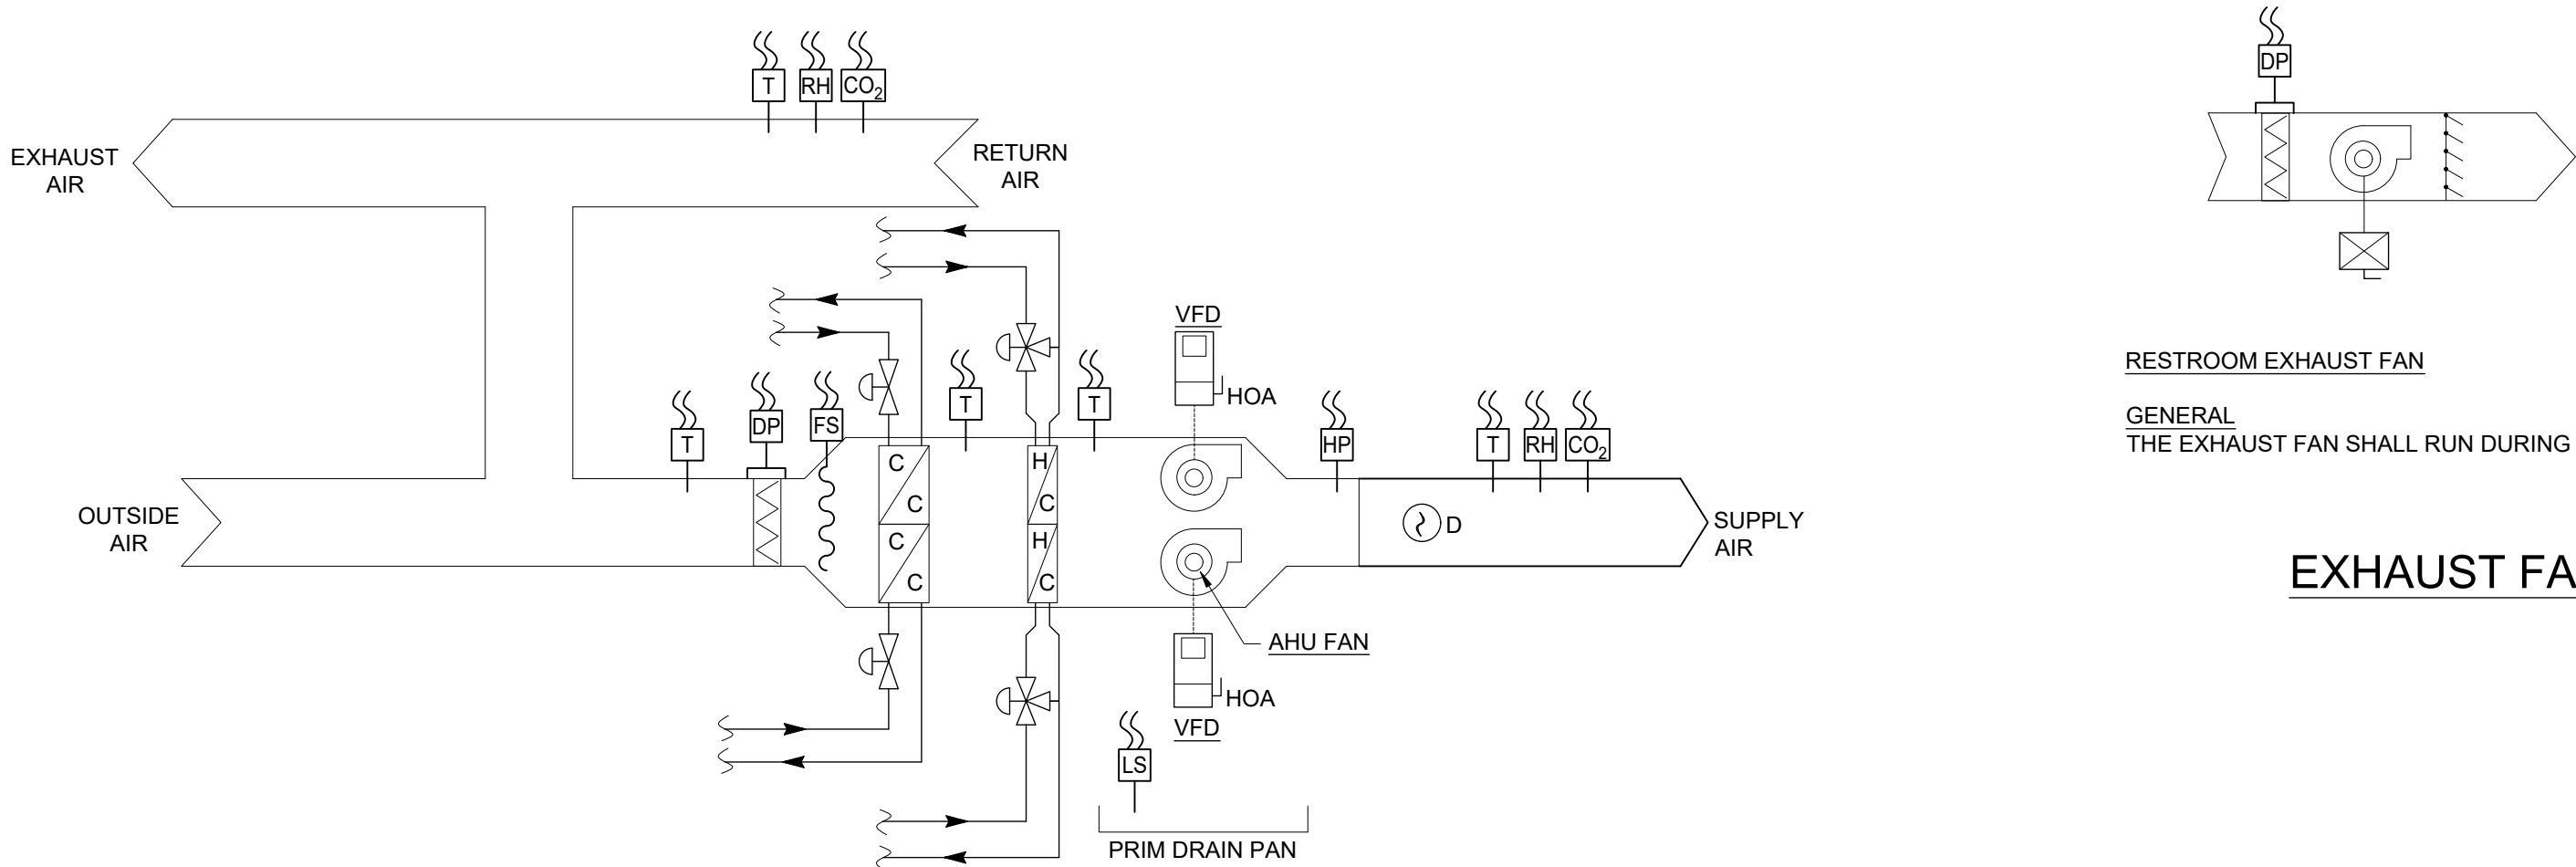 T
RH
CO₂
EXHAUST
AIR
RETURN
AIR
T
DP
FS
T
T
VFD
HOA
HP
T
RH
CO₂
C
C
H
C
OUTSIDE
AIR
C
C
H
C
D
SUPPLY
AIR
AHU FAN
HOA
VFD
LS
PRIM DRAIN PAN
DP
RESTROOM EXHAUST FAN
GENERAL
THE EXHAUST FAN SHALL RUN DURING
EXHAUST FA